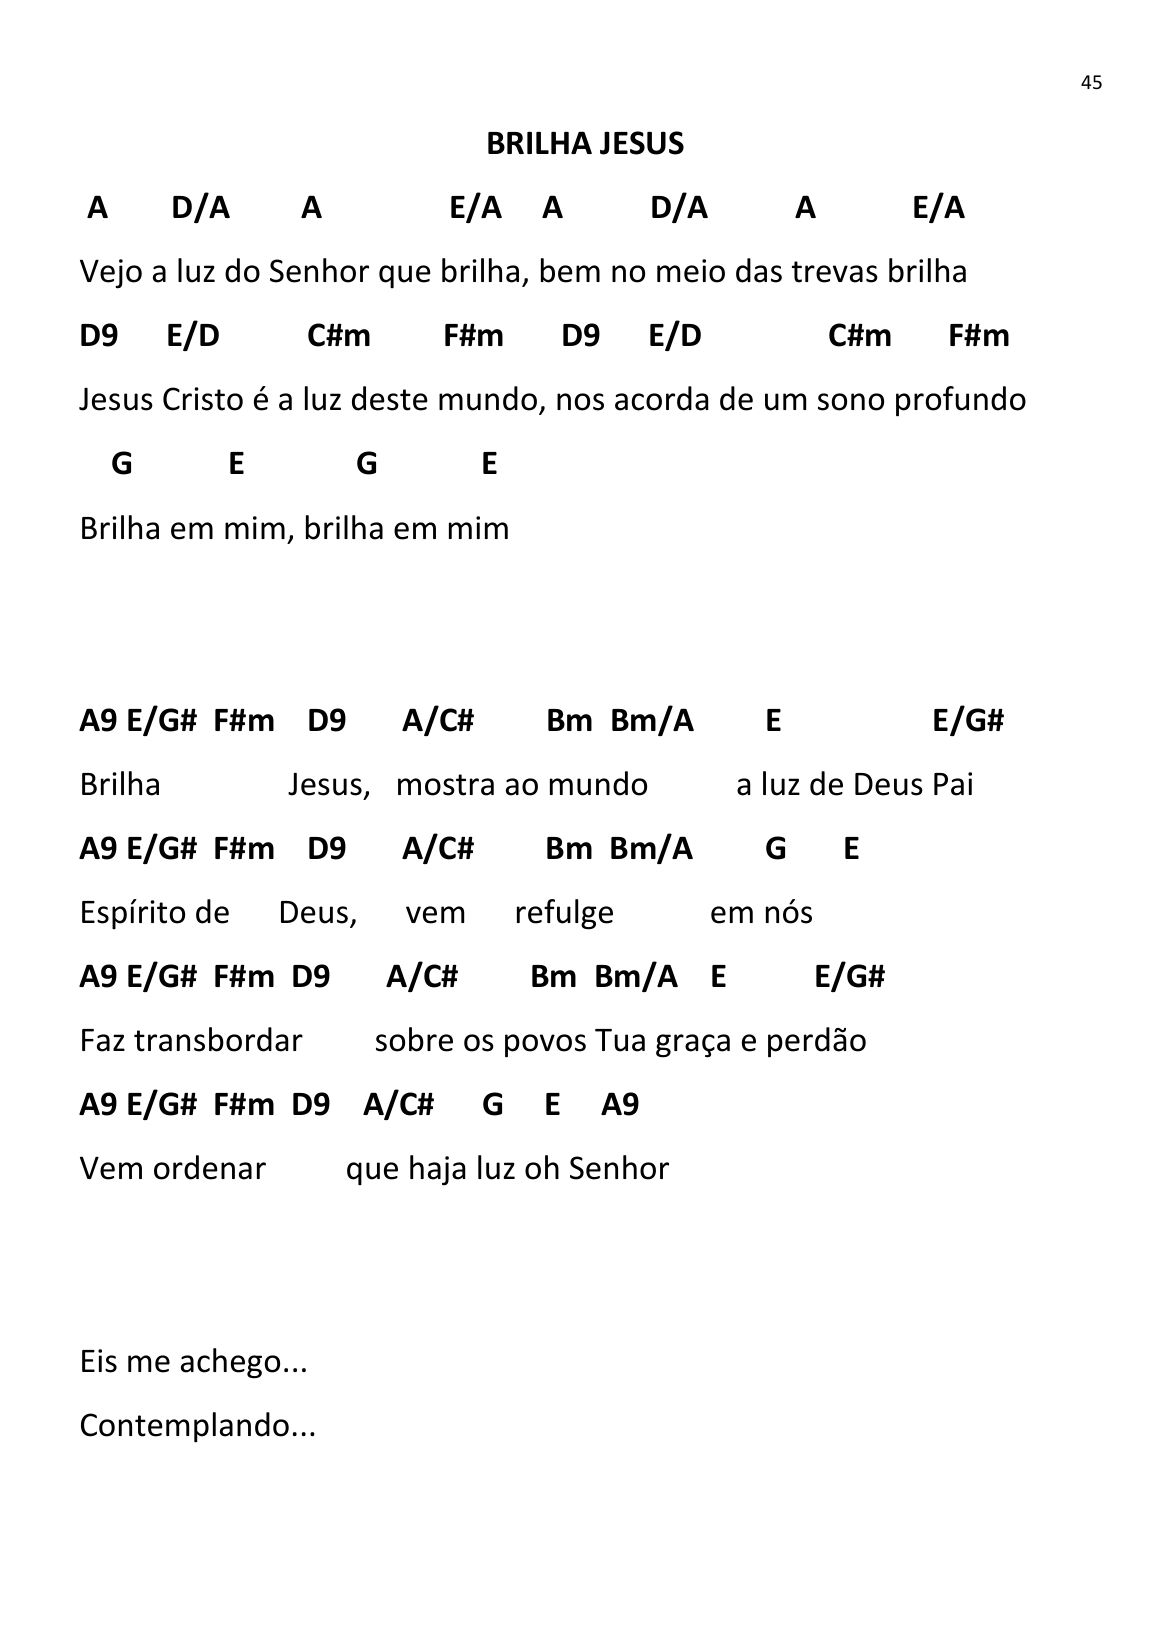 45
BRILHA JESUS
A D/A A E/A A D/A A E/A
Vejo a luz do Senhor que brilha, bem no meio das trevas brilha
D9 E/D C#m F#m D9 E/D C#m F#m
Jesus Cristo é a luz deste mundo, nos acorda de um sono profundo
G E G E
Brilha em mim, brilha em mim
A9 E/G# F#m D9 A/C# Bm Bm/A E E/G#
Brilha Jesus, mostra ao mundo a luz de Deus Pai
A9 E/G# F#m D9 A/C# Bm Bm/A G E
Espírito de Deus, vem refulge em nós
A9 E/G# F#m D9 A/C# Bm Bm/A E E/G#
Faz transbordar sobre os povos Tua graça e perdão
A9 E/G# F#m D9 A/C# G E A9
Vem ordenar que haja luz oh Senhor
Eis me achego...
Contemplando...